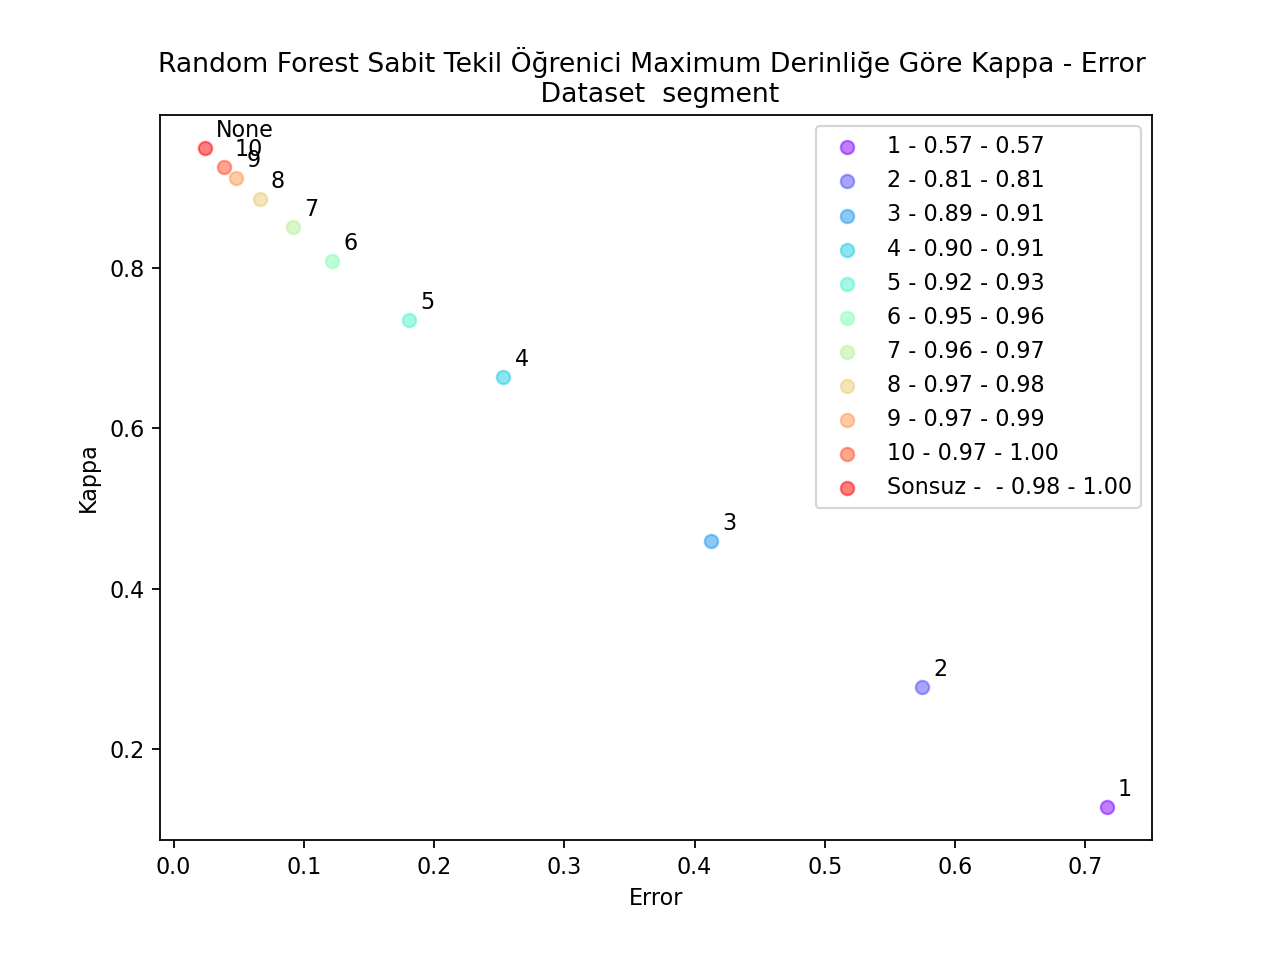 Random Forest Sabit Tekil Öğrenici Maximum Derinliğe Göre Kappa - Error
Dataset  segment
None
10
9
8
7
6
5
4
3
2
1
1 - 0.57 - 0.57
2 - 0.81 - 0.81
3 - 0.89 - 0.91
4 - 0.90 - 0.91
5 - 0.92 - 0.93
6 - 0.95 - 0.96
7 - 0.96 - 0.97
8 - 0.97 - 0.98
9 - 0.97 - 0.99
10 - 0.97 - 1.00
Sonsuz -  - 0.98 - 1.00
0.8
0.6
0.4
0.2
Kappa
0.0 0.1 0.2 0.3 0.4 0.5 0.6 0.7
Error